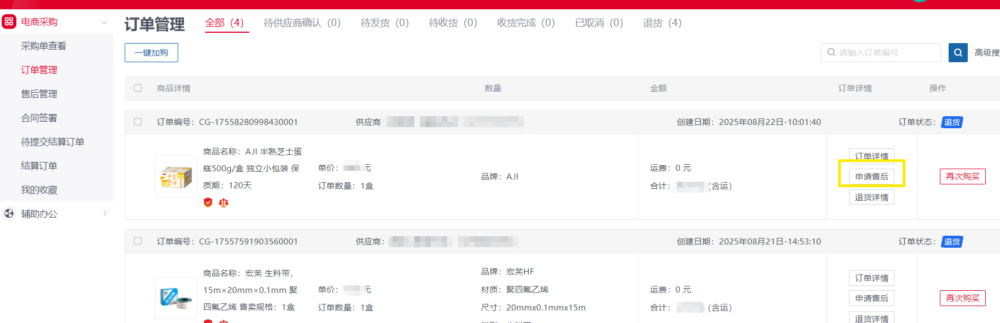 电商采购
采购单查看
订单管理
售后管理
合同签署
待提交结算订单
结算订单
我的收藏
辅助办公
订单管理
全部（4） 待供应商确认（0） 待发货（0） 待收货（0） 收货完成（0） 已取消（0） 退货（4）
一键加购
请输入订单编号
高级搜
商品详情 数量 金额 订单详情 操作
订单编号：CG-17558280998430001 供应商 创建日期：2025年08月22日-10:01:40 订单状态：退货
商品名称：AJI 半熟芝士蛋
糕500g/盒 独立小包装 保
质期：120天
单价： 元
订单数量：1盒
品牌：AJI
运费：0 元
合计： (含运)
订单详情
申请售后
退货详情
再次购买
订单编号：CG-17557591903560001 供应商： 创建日期：2025年08月21日-14:53:10 订单状态：退货
商品名称：宏芙 生料带，
15m×20mm×0.1mm 聚
四氟乙烯 售卖规格：1盒
单价： 元
订单数量：1盒
品牌：宏芙HF
材质：聚四氟乙烯
尺寸：20mmx0.1mmx15m
运费：0 元
合计： (含运)
订单详情
申请售后
退货详情
再次购买